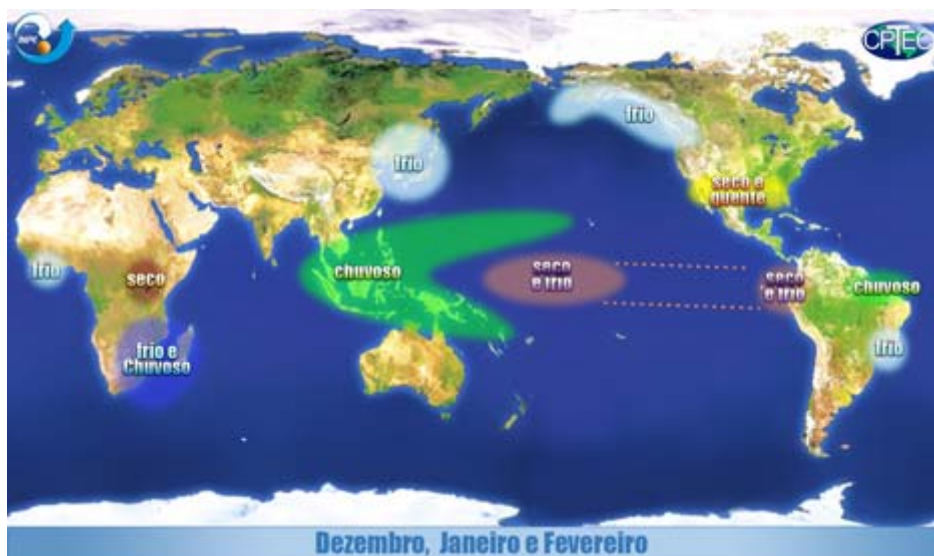 INPE
CPTEC
frio
frio
seco e
quente
frio
seco
chuvoso
seco
e frio
seco
e frio
chuvoso
frio e
Chuvoso
frio
Dezembro, Janeiro e Fevereiro